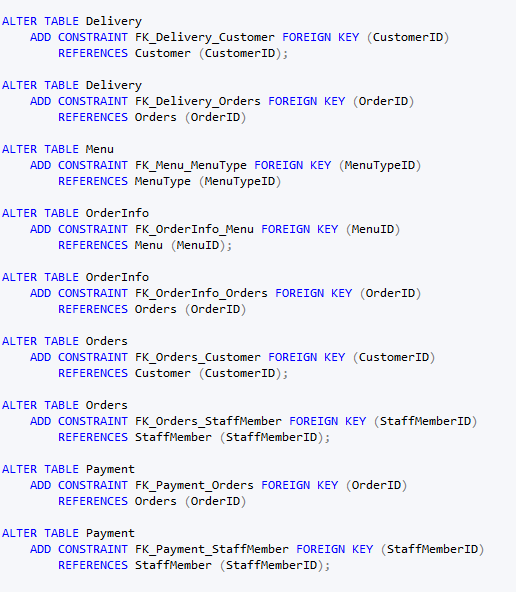 ALTER TABLE Delivery
ADD CONSTRAINT FK_Delivery_Customer FOREIGN KEY (CustomerID)
REFERENCES Customer (CustomerID);
ALTER TABLE Delivery
ADD CONSTRAINT FK_Delivery_Orders FOREIGN KEY (OrderID)
REFERENCES Orders (OrderID)
ALTER TABLE Menu
ADD CONSTRAINT FK_Menu_MenuType FOREIGN KEY (MenuTypeID)
REFERENCES MenuType (MenuTypeID)
ALTER TABLE OrderInfo
ADD CONSTRAINT FK_OrderInfo_Menu FOREIGN KEY (MenuID)
REFERENCES Menu (MenuID);
ALTER TABLE OrderInfo
ADD CONSTRAINT FK_OrderInfo_Orders FOREIGN KEY (OrderID)
REFERENCES Orders (OrderID)
ALTER TABLE Orders
ADD CONSTRAINT FK_Orders_Customer FOREIGN KEY (CustomerID)
REFERENCES Customer (CustomerID);
ALTER TABLE Orders
ADD CONSTRAINT FK_Orders_StaffMember FOREIGN KEY (StaffMemberID)
REFERENCES StaffMember (StaffMemberID);
ALTER TABLE Payment
ADD CONSTRAINT FK_Payment_Orders FOREIGN KEY (OrderID)
REFERENCES Orders (OrderID)
ALTER TABLE Payment
ADD CONSTRAINT FK_Payment_StaffMember FOREIGN KEY (StaffMemberID)
REFERENCES StaffMember (StaffMemberID);